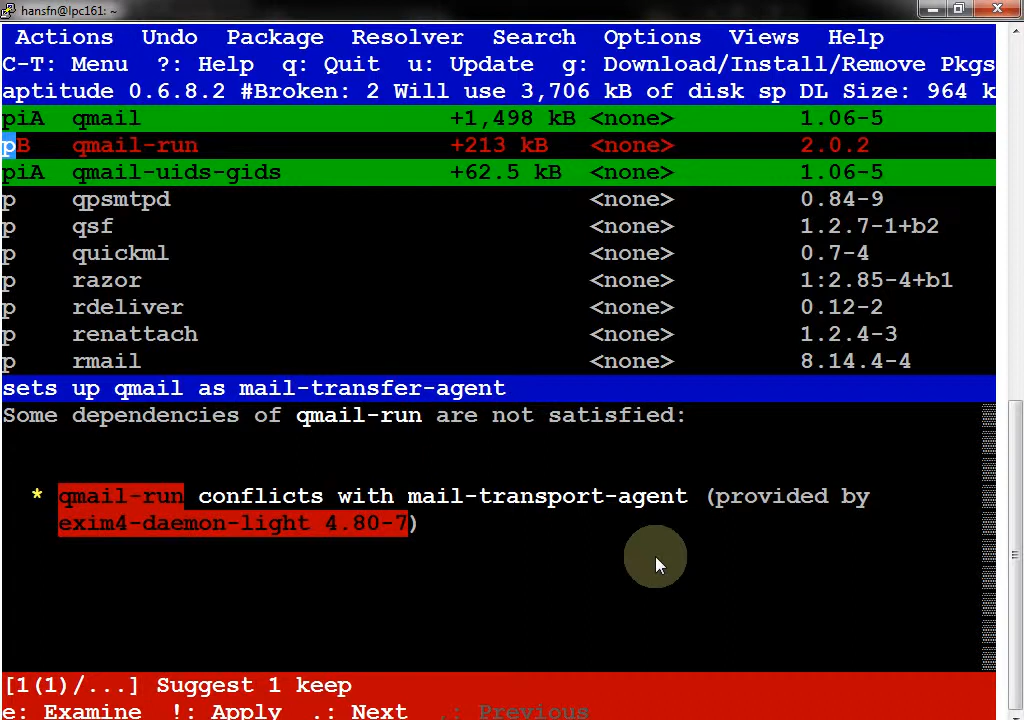 hansfn@lpc161: ~
Actions Undo Package Resolver Search Options Views Help
C-T: Menu ?: Help q: Quit u: Update g: Download/Install/Remove Pkgs
aptitude 0.6.8.2 #Broken: 2 Will use 3,706 kB of disk sp DL Size: 964 k
piA qmail +1,498 kB <none> 1.06-5
pB qmail-run +213 kB <none> 2.0.2
piA qmail-uids-gids +62.5 kB <none> 1.06-5
p qpsmtpd <none> 0.84-9
p qsf <none> 1.2.7-1+b2
p quickml <none> 0.7-4
p razor <none> 1:2.85-4+b1
p rdeliver <none> 0.12-2
p renattach <none> 1.2.4-3
p rmail <none> 8.14.4-4
sets up qmail as mail-transfer-agent
Some dependencies of qmail-run are not satisfied:
* qmail-run conflicts with mail-transport-agent (provided by
exim4-daemon-light 4.80-7)
[1(1)/...] Suggest 1 keep
e: Examine !: Apply .: Next ,: Previous